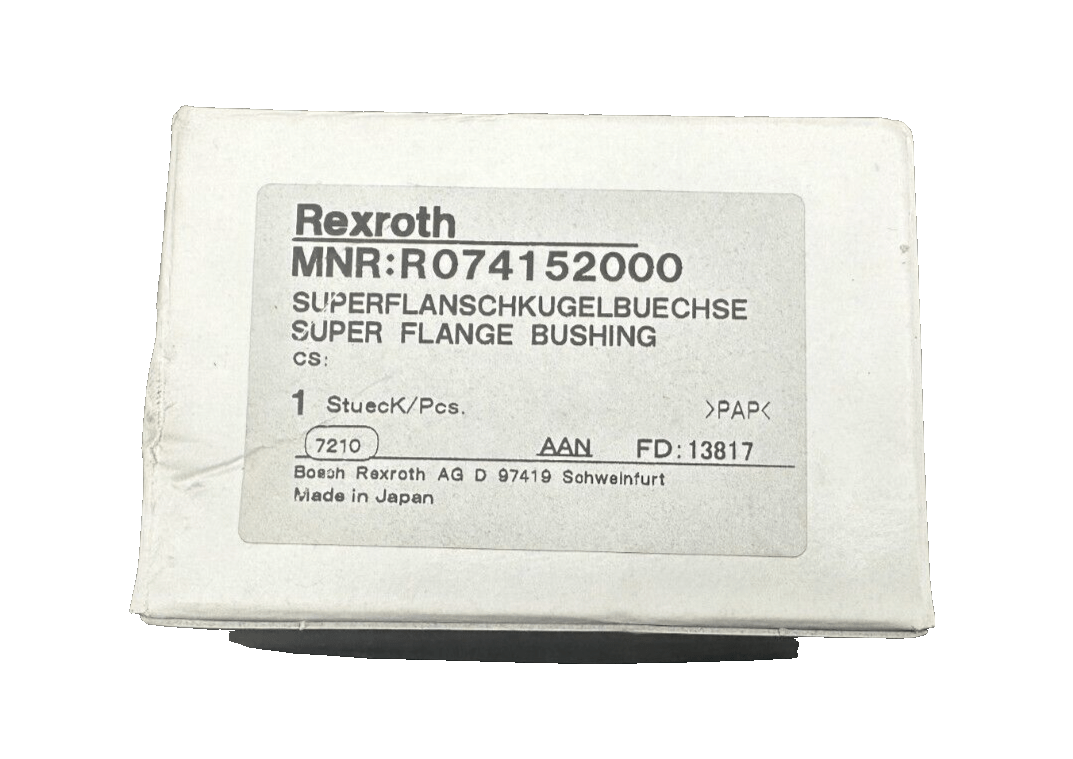 Rexroth
MNR:R074152000
SUPERFLANSCHKUGELBUECHSE
SUPER FLANGE BUSHING
CS:
1 StuecK/Pcs. >PAP<
7210 AAN FD:13817
Bosch Rexroth AG D 97419 Schweinfurt
Made in Japan